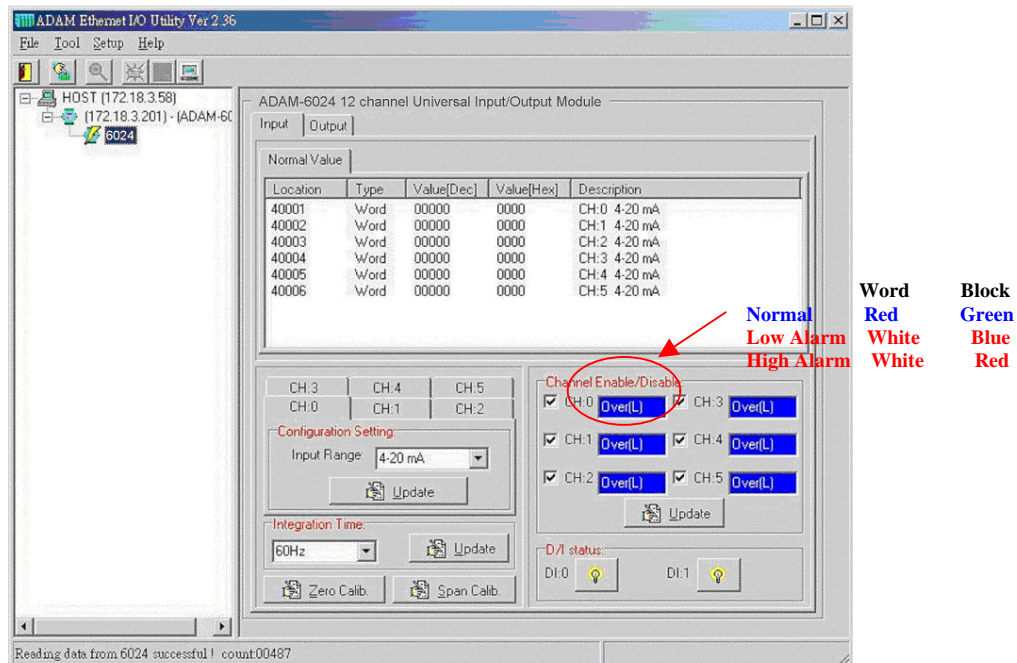 ADAM Ethernet I/O Utility Ver 2.36
File Tool Setup Help
HOST (172.18.3.58)
(172.18.3.201) - (ADAM-60
6024
ADAM-6024 12 channel Universal Input/Output Module
Input Output
Normal Value
Location Type Value[Dec] Value[Hex] Description
40001 Word 00000 0000 CH:0 4-20 mA
40002 Word 00000 0000 CH:1 4-20 mA
40003 Word 00000 0000 CH:2 4-20 mA
40004 Word 00000 0000 CH:3 4-20 mA
40005 Word 00000 0000 CH:4 4-20 mA
40006 Word 00000 0000 CH:5 4-20 mA
Word Block
Normal Red Green
Low Alarm White Blue
High Alarm White Red
CH:3 CH:4 CH:5
CH:0 CH:1 CH:2
Configuration Setting:
Input Range: 4-20 mA
Update
Integration Time:
60Hz Update
Zero Calib. Span Calib.
Channel Enable/Disable:
CH:0 Over(L) CH:3 Over(L)
CH:1 Over(L) CH:4 Over(L)
CH:2 Over(L) CH:5 Over(L)
Update
D/I status:
DI:0 DI:1
Reading data from 6024 successful ! count:00487